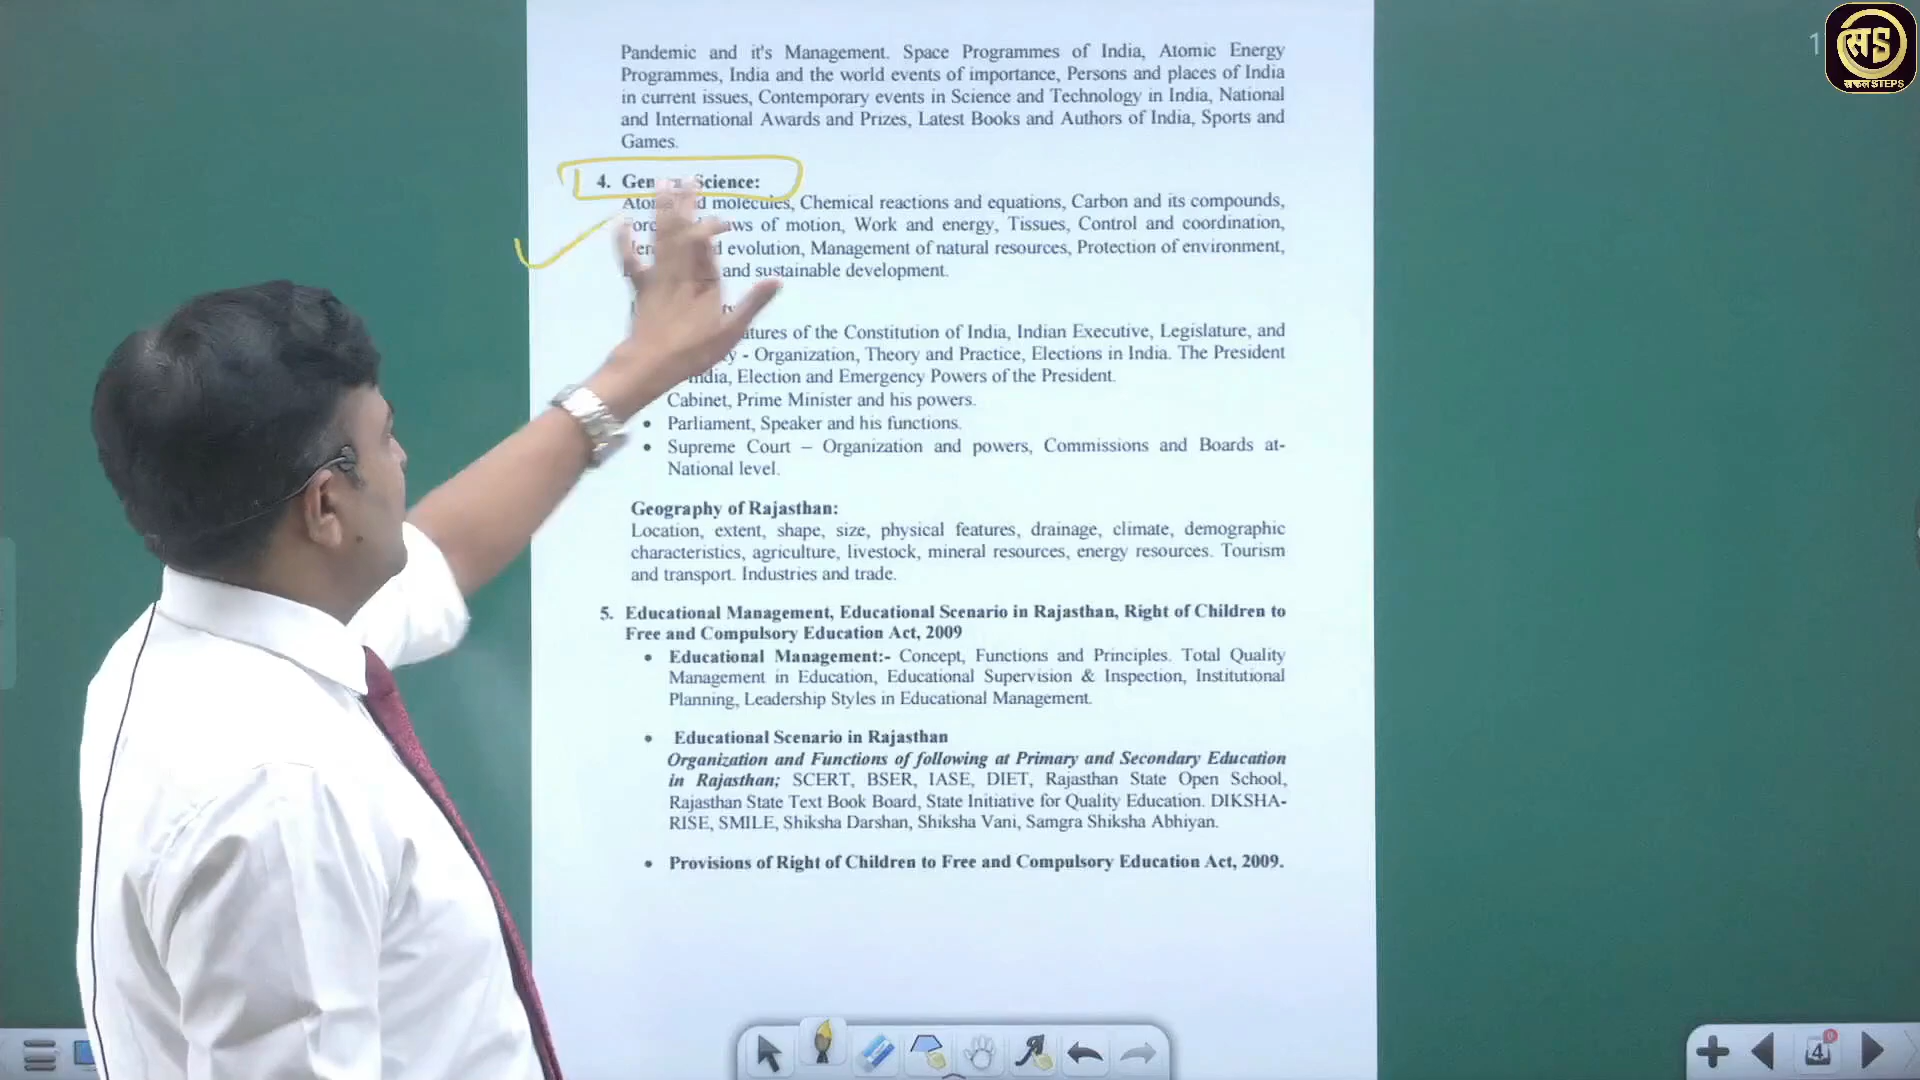 Pandemic and it's Management. Space Programmes of India, Atomic Energy
Programmes, India and the world events of importance, Persons and places of India
in current issues, Contemporary events in Science and Technology in India, National
and International Awards and Prizes, Latest Books and Authors of India, Sports and
Games.
4. Science:
molecules, Chemical reactions and equations, Carbon and its compounds,
of motion, Work and energy, Tissues, Control and coordination,
evolution, Management of natural resources, Protection of environment,
and sustainable development.
of the Constitution of India, Indian Executive, Legislature, and
- Organization, Theory and Practice, Elections in India. The President
Election and Emergency Powers of the President.
Cabinet, Prime Minister and his powers.
• Parliament, Speaker and his functions.
• Supreme Court – Organization and powers, Commissions and Boards at-
National level.
Geography of Rajasthan:
Location, extent, shape, size, physical features, drainage, climate, demographic
characteristics, agriculture, livestock, mineral resources, energy resources. Tourism
and transport. Industries and trade.
5. Educational Management, Educational Scenario in Rajasthan, Right of Children to
Free and Compulsory Education Act, 2009
• Educational Management:- Concept, Functions and Principles. Total Quality
Management in Education, Educational Supervision & Inspection, Institutional
Planning, Leadership Styles in Educational Management.
• Educational Scenario in Rajasthan
Organization and Functions of following at Primary and Secondary Education
in Rajasthan; SCERT, BSER, IASE, DIET, Rajasthan State Open School,
Rajasthan State Text Book Board, State Initiative for Quality Education. DIKSHA-
RISE, SMILE, Shiksha Darshan, Shiksha Vani, Samgra Shiksha Abhiyan.
• Provisions of Right of Children to Free and Compulsory Education Act, 2009.
1
सS
सफलSTEPS
4